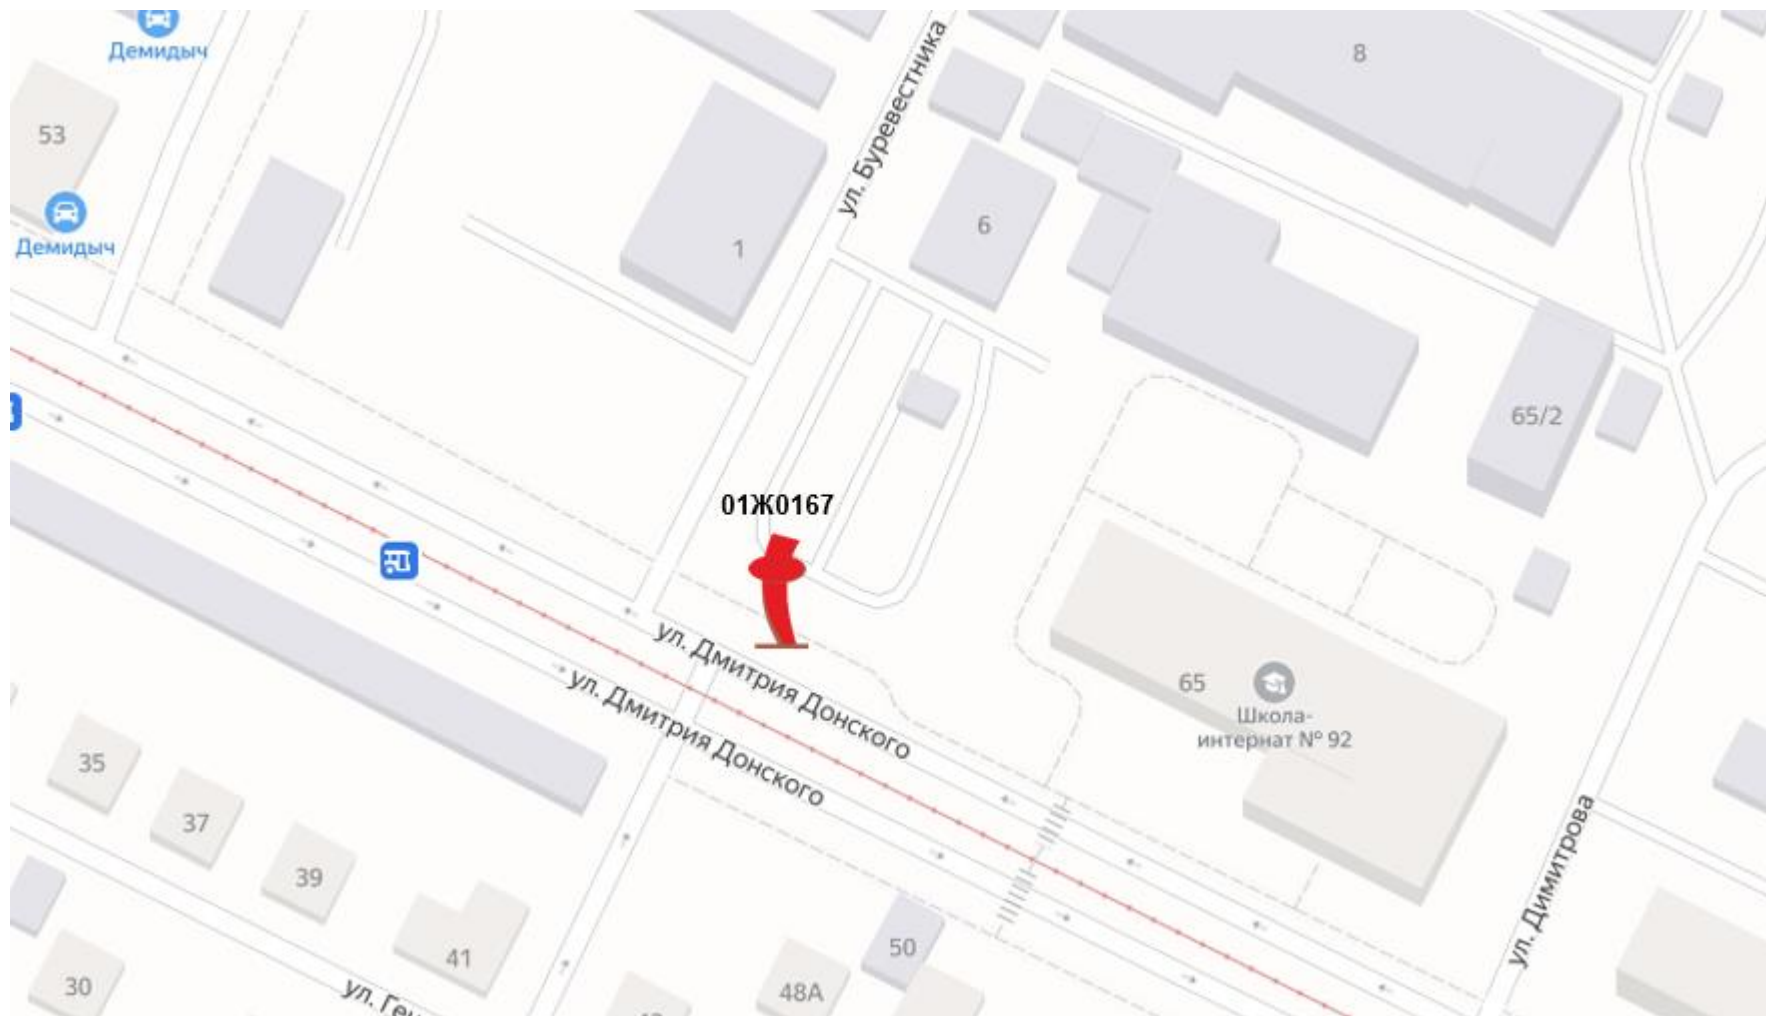 Демидыч
8
53
ул. Буревестника
Демидыч
1
6
65/2
01Ж0167
ул. Дмитрия Донского
ул. Дмитрия Донского
65
Школа-
интернат № 92
35
37
39
41
30
50
48А
ул. Димитрова